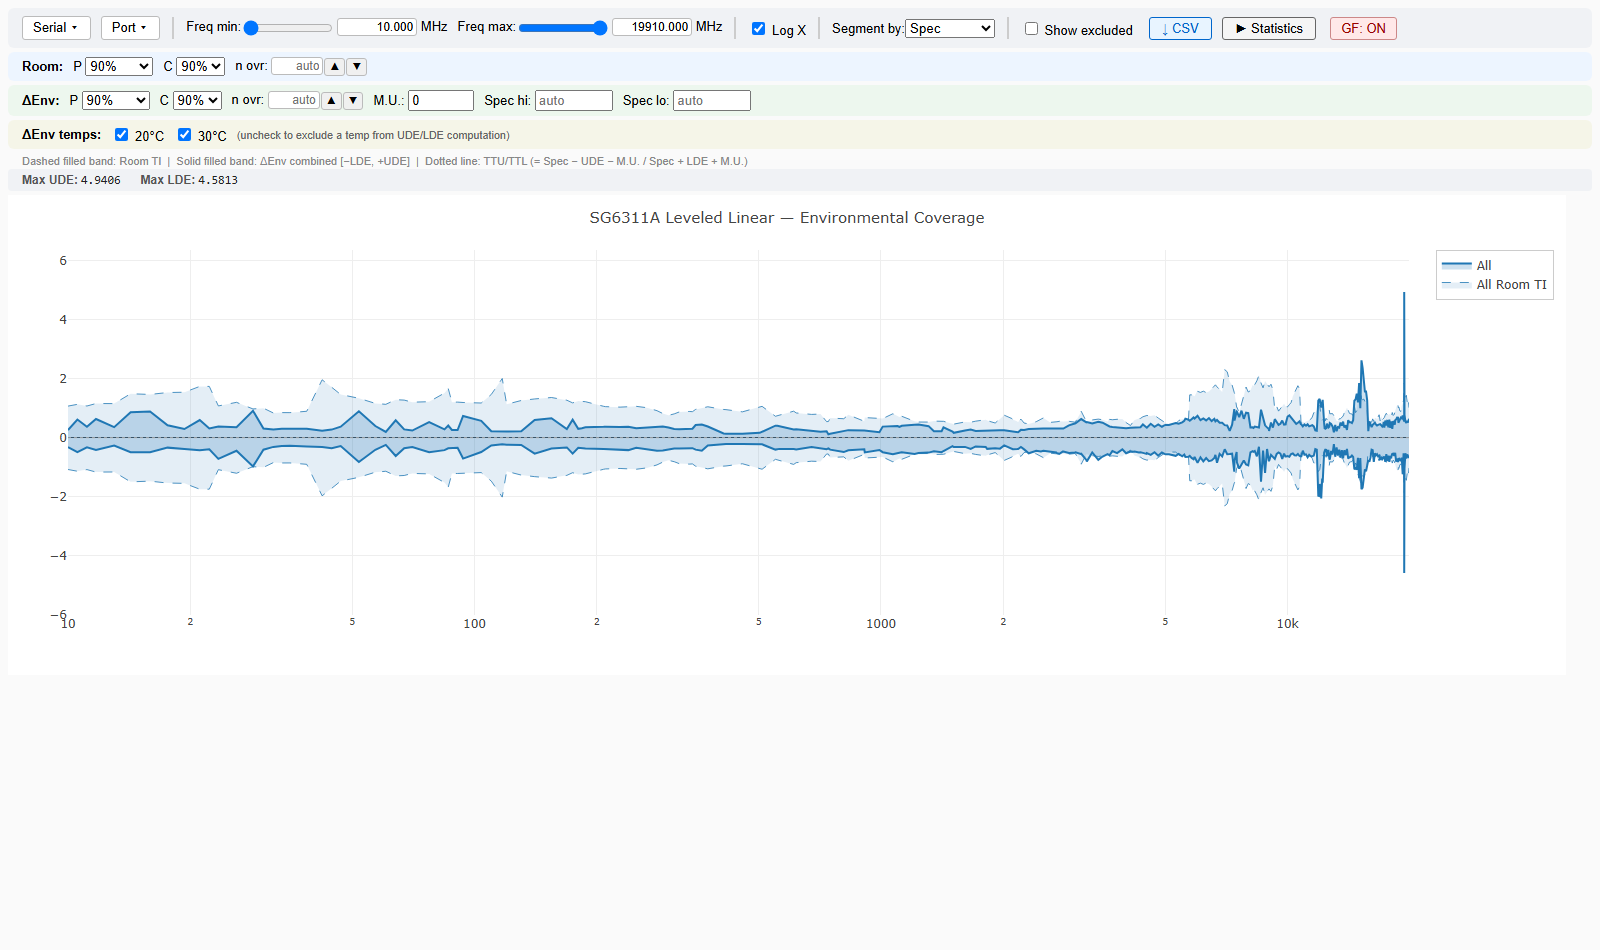 Serial ▾ Port ▾ Freq min: 10.000 MHz Freq max: 19910.000 MHz Log X Segment by: Spec Show excluded ↓ CSV ► Statistics GF: ON
Room: P 90% C 90% n ovr: auto ▲ ▼
ΔEnv: P 90% C 90% n ovr: auto ▲ ▼ M.U.: 0 Spec hi: auto Spec lo: auto
ΔEnv temps: 20°C 30°C (uncheck to exclude a temp from UDE/LDE computation)
Dashed filled band: Room TI | Solid filled band: ΔEnv combined [−LDE, +UDE] | Dotted line: TTU/TTL (= Spec − UDE − M.U. / Spec + LDE + M.U.)
Max UDE: 4.9406 Max LDE: 4.5813
SG6311A Leveled Linear — Environmental Coverage
All
All Room TI
6
4
2
0
−2
−4
−6
10 2 5 100 2 5 1000 2 5 10k